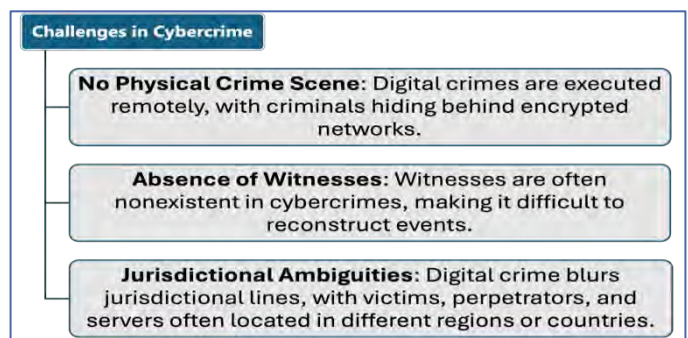 Challenges in Cybercrime
No Physical Crime Scene: Digital crimes are executed
remotely, with criminals hiding behind encrypted
networks.
Absence of Witnesses: Witnesses are often
nonexistent in cybercrimes, making it difficult to
reconstruct events.
Jurisdictional Ambiguities: Digital crime blurs
jurisdictional lines, with victims, perpetrators, and
servers often located in different regions or countries.